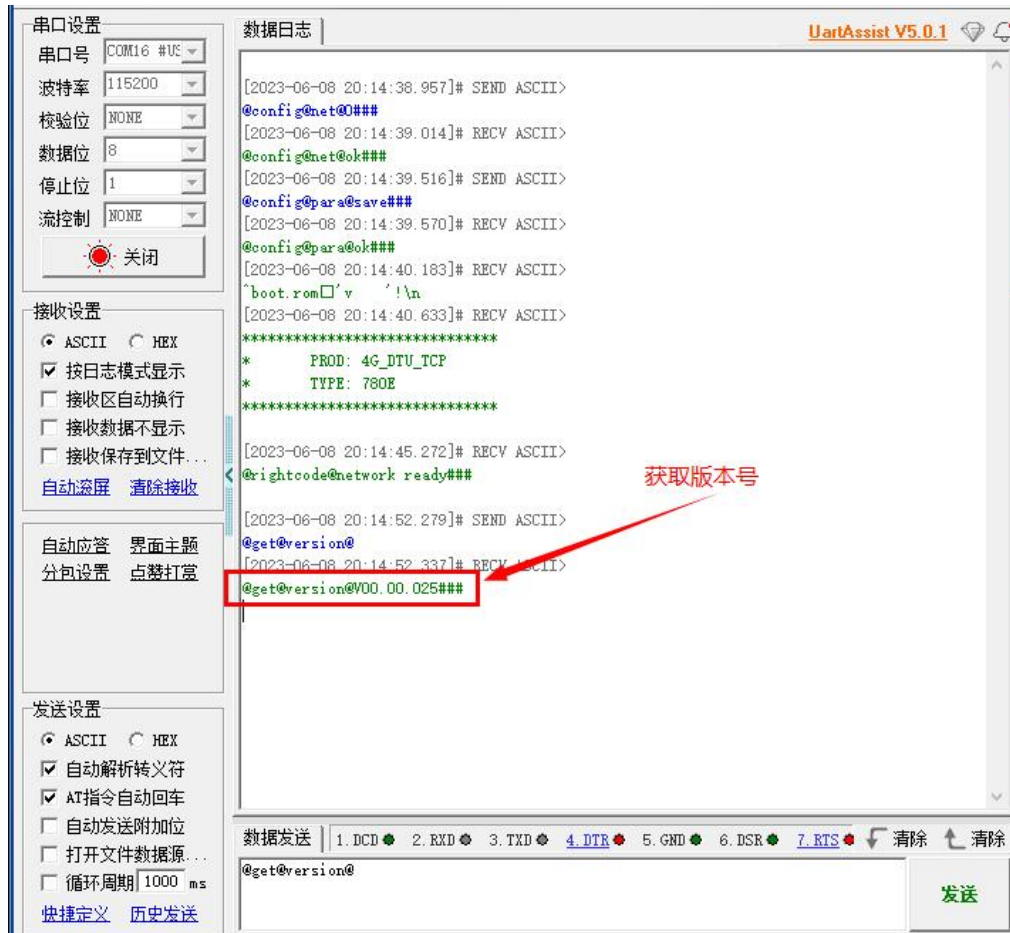 串口设置
串口号 COM16 #US
波特率 115200
校验位 NONE
数据位 8
停止位 1
流控制 NONE
关闭
接收设置
ASCII HEX
按日志模式显示
接收区自动换行
接收数据不显示
接收保存到文件...
自动滚屏 清除接收
自动应答 界面主题
分包设置 点赞打赏
发送设置
ASCII HEX
自动解析转义符
AT指令自动回车
自动发送附加位
打开文件数据源...
循环周期 1000 ms
快捷定义 历史发送
数据日志 UartAssist V5.0.1
[2023-06-08 20:14:38.957]# SEND ASCII>
@config@net@0###
[2023-06-08 20:14:39.014]# RECV ASCII>
@config@net@ok###
[2023-06-08 20:14:39.516]# SEND ASCII>
@config@para@save###
[2023-06-08 20:14:39.570]# RECV ASCII>
@config@para@ok###
[2023-06-08 20:14:40.183]# RECV ASCII>
^boot.rom□'v '!\n
[2023-06-08 20:14:40.633]# RECV ASCII>
******************************
* PROD: 4G_DTU_TCP
* TYPE: 780E
******************************
[2023-06-08 20:14:45.272]# RECV ASCII>
@rightcode@network ready###
获取版本号
[2023-06-08 20:14:52.279]# SEND ASCII>
@get@version@
[2023-06-08 20:14:52.337]# RECV ASCII>
@get@version@V00.00.025###
数据发送 1.DCD 2.RXD 3.TXD 4.DTR 5.GND 6.DSR 7.RTS 清除 清除
@get@version@
发送